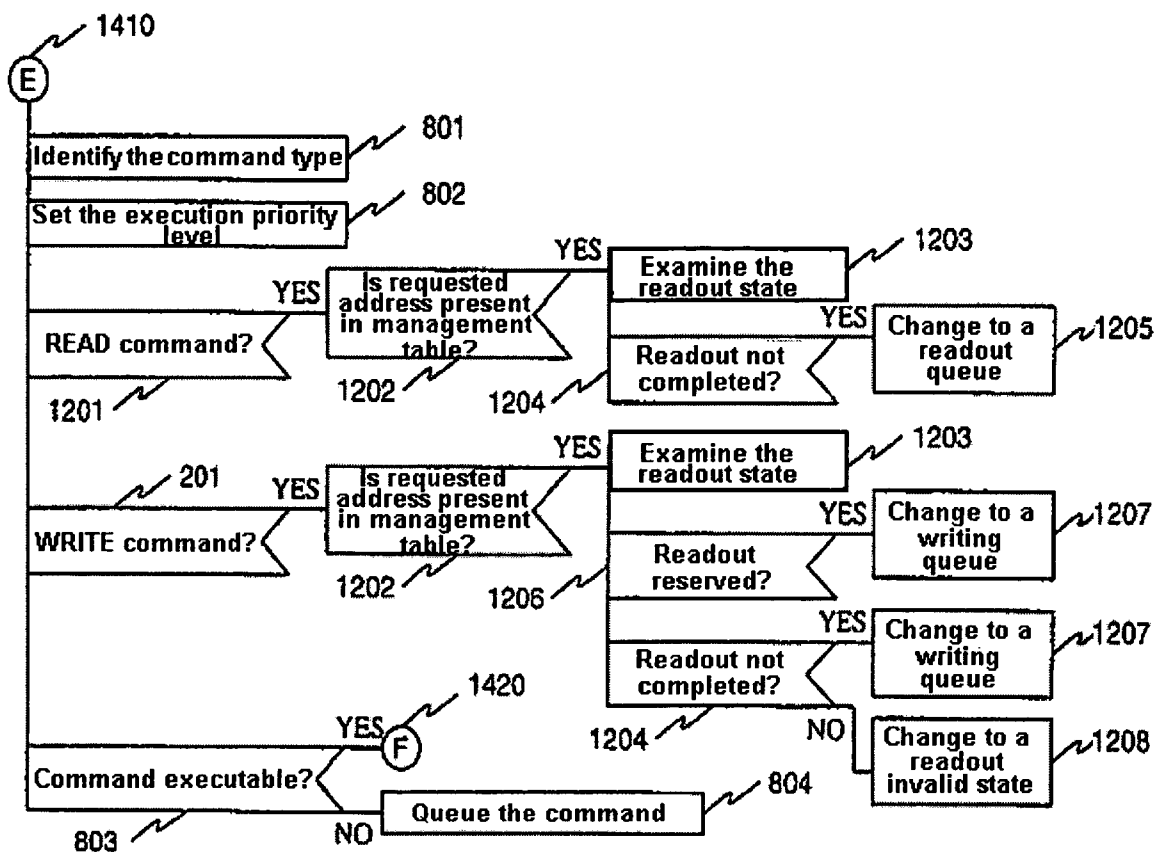 1410
E
801
Identify the command type
802
Set the execution priority
level
1203
YES
Examine the
readout state
YES
Is requested
address present
in management
table?
YES
Change to a
readout
queue
1205
READ command?
Readout not
completed?
1202
1204
1201
1203
YES
Examine the
readout state
201
YES
Is requested
address present
in management
table?
YES
Change to a
writing
queue
1207
WRITE command?
Readout
reserved?
1202
1206
YES
Change to a
writing
queue
1207
Readout not
completed?
1420
YES
F
1204
NO
Change to a
readout
invalid state
1208
Command executable?
804
Queue the command
803
NO